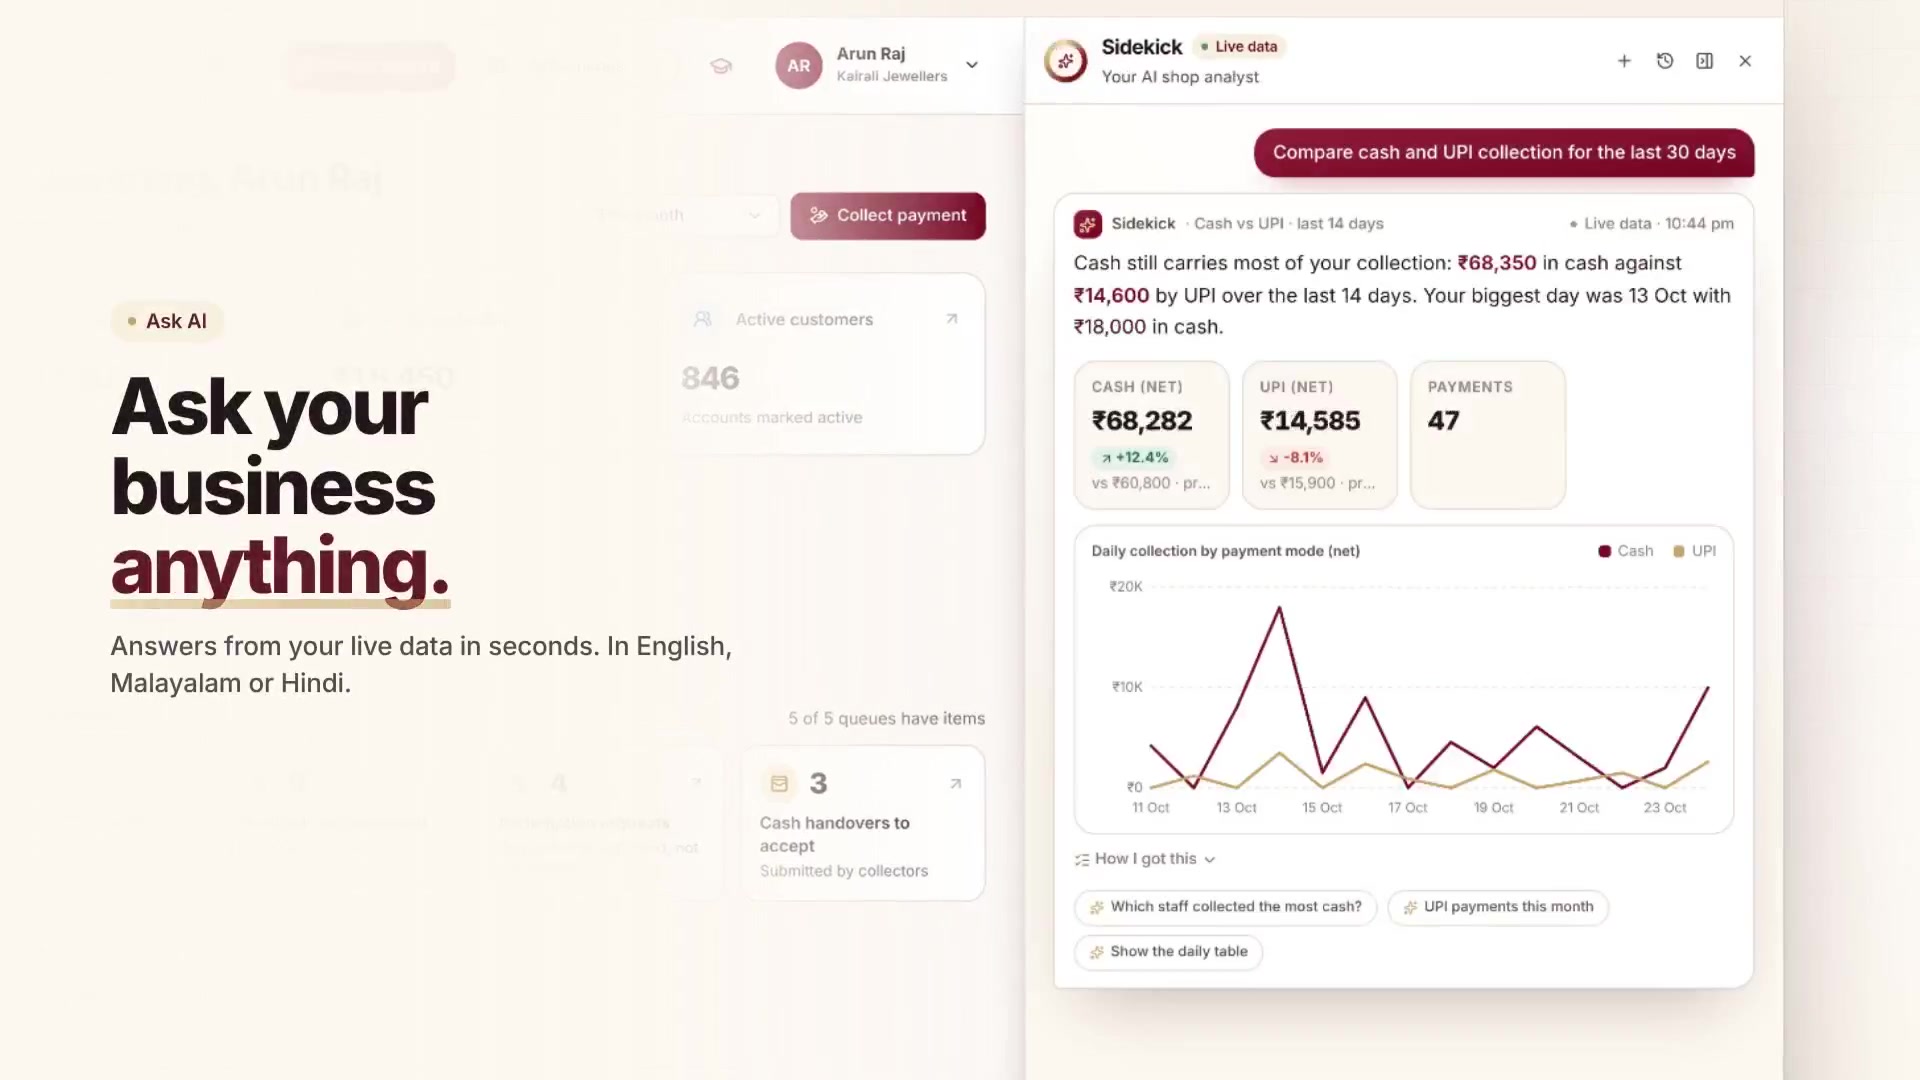 Arun Raj
Kairali Jewellers
AR
Collect payment
Active customers
846
Accounts marked active
Ask AI
Ask your
business
anything.
Answers from your live data in seconds. In English,
Malayalam or Hindi.
5 of 5 queues have items
3
Cash handovers to
accept
Submitted by collectors
Sidekick
Live data
Your AI shop analyst
Compare cash and UPI collection for the last 30 days
Sidekick · Cash vs UPI · last 14 days
Live data · 10:44 pm
Cash still carries most of your collection: ₹68,350 in cash against
₹14,600 by UPI over the last 14 days. Your biggest day was 13 Oct with
₹18,000 in cash.
CASH (NET)
₹68,282
+12.4%
vs ₹60,800 · pr...
UPI (NET)
₹14,585
-8.1%
vs ₹15,900 · pr...
PAYMENTS
47
Daily collection by payment mode (net)
Cash
UPI
₹20K
₹10K
₹0
11 Oct
13 Oct
15 Oct
17 Oct
19 Oct
21 Oct
23 Oct
How I got this
Which staff collected the most cash?
UPI payments this month
Show the daily table